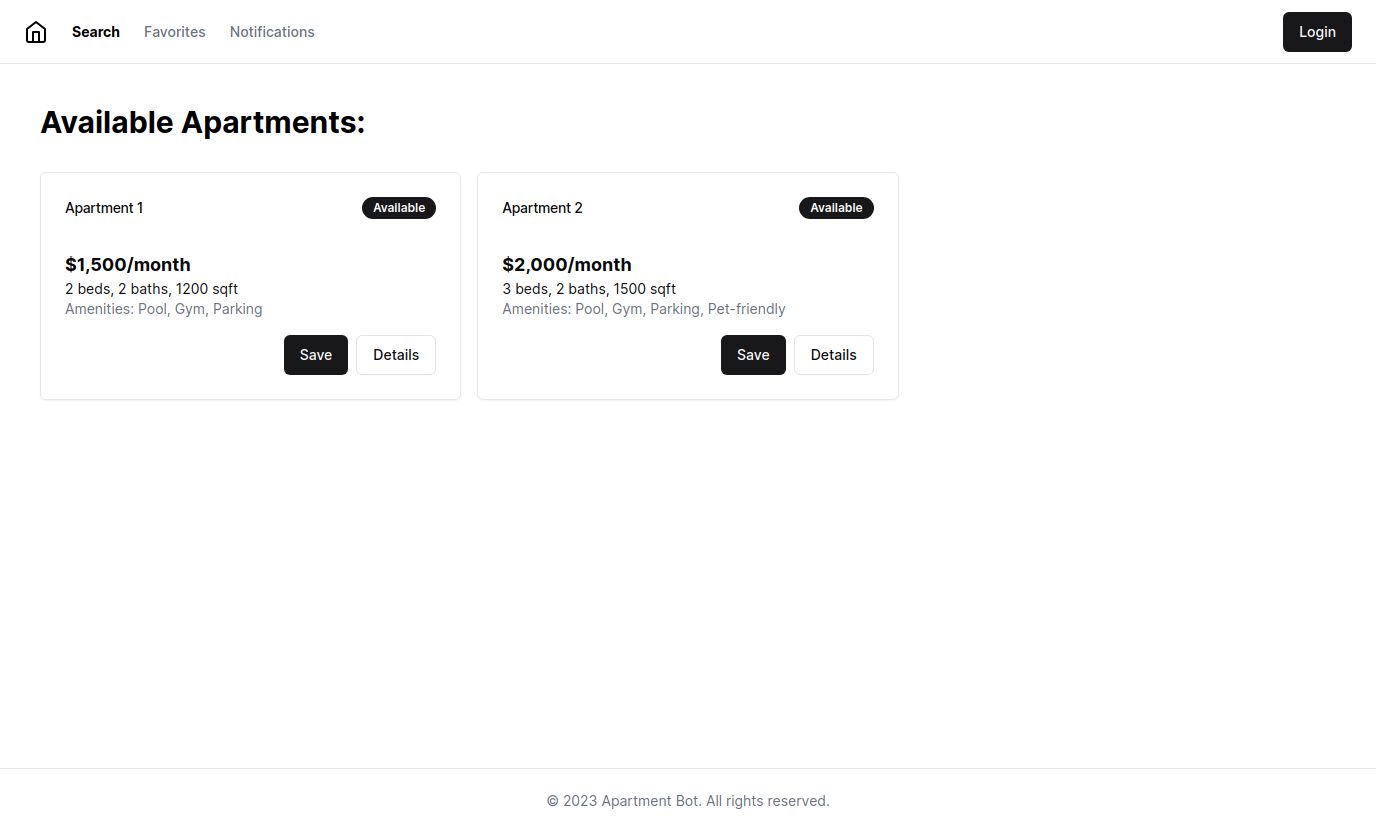 Search Favorites Notifications Login
Available Apartments:
Apartment 1 Available
$1,500/month
2 beds, 2 baths, 1200 sqft
Amenities: Pool, Gym, Parking
Save Details
Apartment 2 Available
$2,000/month
3 beds, 2 baths, 1500 sqft
Amenities: Pool, Gym, Parking, Pet-friendly
Save Details
© 2023 Apartment Bot. All rights reserved.